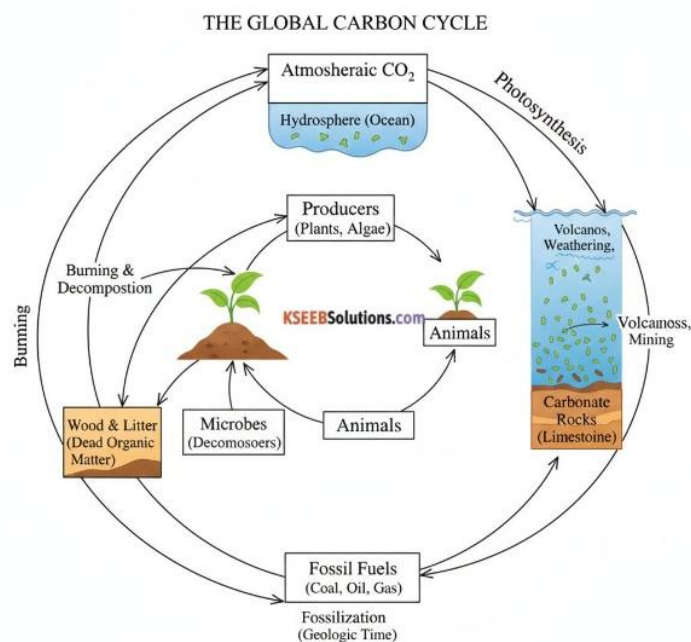 THE GLOBAL CARBON CYCLE
Atmosheraic CO₂
Hydrosphere (Ocean)
Photosynthesis
Producers
(Plants, Algae)
Volcanos,
Weathering,
Burning &
Decompostion
KSEEBSolutions.com
Animals
Volcanoss,
Mining
Bunning
Wood & Litter
(Dead Organic
Matter)
Microbes
(Decomosoers)
Animals
Carbonate
Rocks
(Limestoine)
Fossil Fuels
(Coal, Oil, Gas)
Fossilization
(Geologic Time)